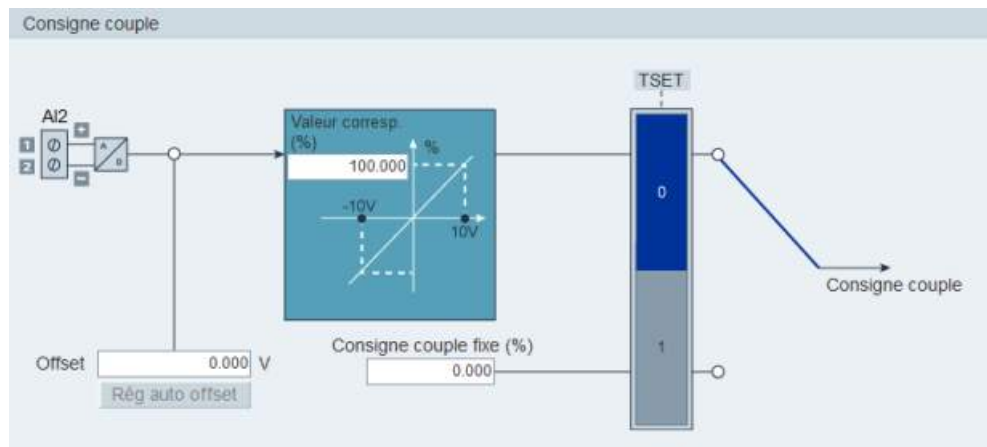 Consigne couple
TSET
AI2
Valeur corresp.
(%)
100.000
%
1
2
A
D
-10V
10V
0
Consigne couple
Offset
0.000 V
Rég auto offset
Consigne couple fixe (%)
0.000
1